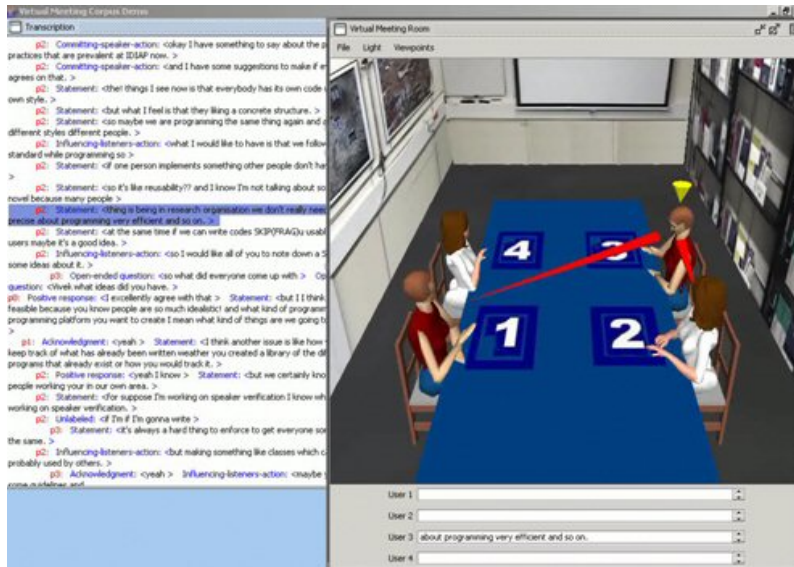 Virtual Meeting Corpus Demo
Transcription
p2: Committing-speaker-action: <okay I have something to say about the p
practices that are prevalent at IDIAP now. >
p2: Committing-speaker-action: <and I have some suggestions to make if e
agrees on that. >
p2: Statement: <the! things I see now is that everybody has its own code
own style. >
p2: Statement: <but what I feel is that they liking a concrete structure. >
p2: Statement: <so maybe we are programming the same thing again and
different styles different people. >
p2: Influencing-listeners-action: <what I would like to have is that we follow
standard while programming so >
p2: Statement: <if one person implements something other people don't ha
>
p2: Statement: <so it's like reusability?? and I know I'm not talking about so
novel because many people >
p2: Statement: <thing is being in research organisation we don't really need
precise about programming very efficient and so on. >
p2: Statement: <at the same time if we can write codes SKIP(FRAG)u usabl
users maybe it's a good idea. >
p2: Influencing-listeners-action: <so I would like all of you to note down a S
some ideas about it. >
p3: Open-ended question: <so what did everyone come up with > Op
question: <Vivek what ideas did you have. >
p0: Positive response: <I excellently agree with that > Statement: <but I I think
feasible because you know people are so much idealistic! and what kind of programm
programming platform you want to create I mean what kind of things are we going t
>
p1: Acknowledgment: <yeah > Statement: <I think another issue is like how
keep track of what has already been written weather you created a library of the dif
programs that already exist or how you would track it. >
p2: Positive response: <yeah I know > Statement: <but we certainly kno
people working your in our own area. >
p2: Statement: <for suppose I'm working on speaker verification I know wh
working on speaker verification. >
p2: Unlabeled: <if I'm if I'm gonna write >
p3: Statement: <it's always a hard thing to enforce to get everyone so
the same. >
p2: Influencing-listeners-action: <but making something like classes which c
probably used by others. >
p3: Acknowledgment: <yeah > Influencing-listeners-action: <maybe
some guidelines and
Virtual Meeting Room
File Light Viewpoints
4 3
1 2
User 1
User 2
User 3 about programming very efficient and so on.
User 4